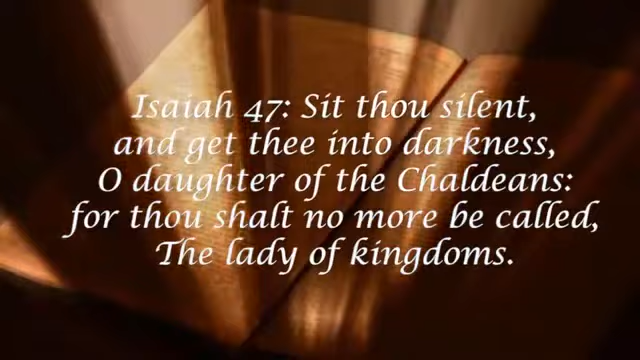 Isaiah 47: Sit thou silent,
and get thee into darkness,
O daughter of the Chaldeans:
for thou shalt no more be called,
The lady of kingdoms.